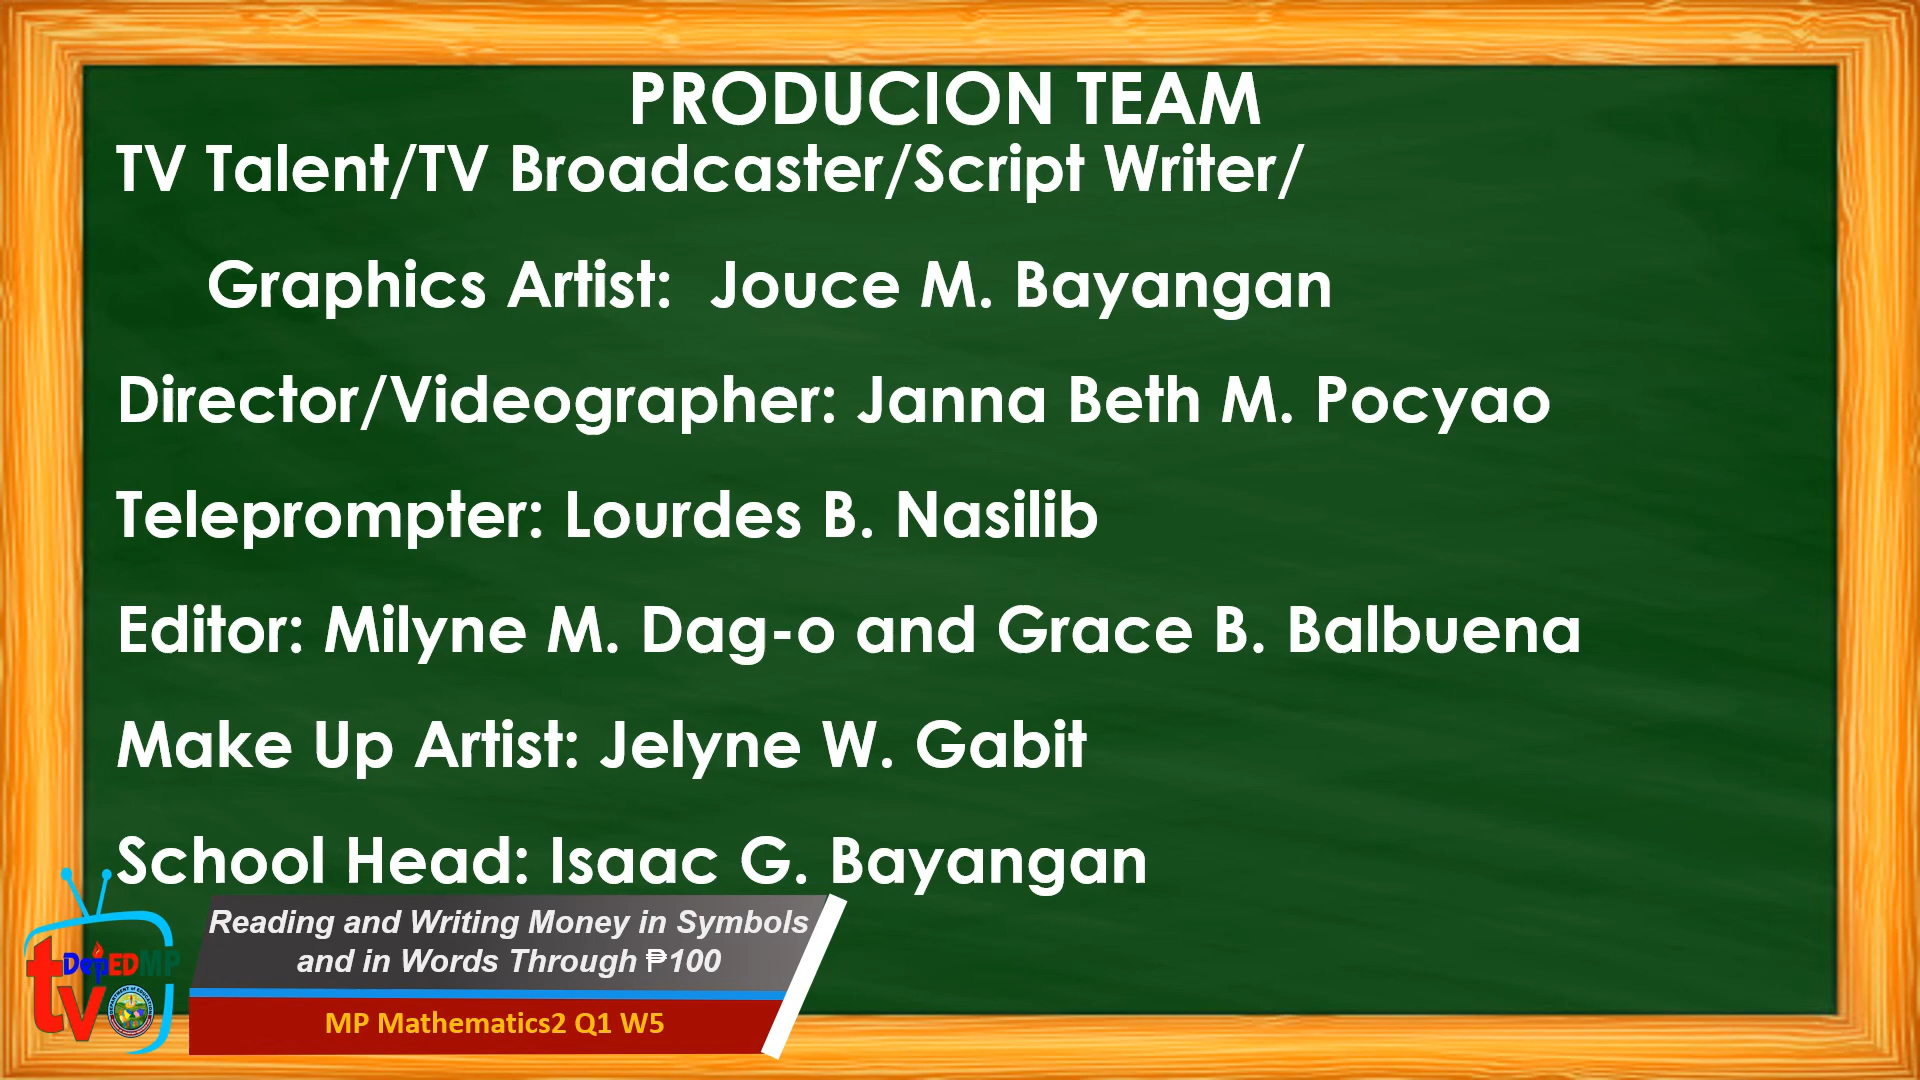 PRODUCION TEAM
TV Talent/TV Broadcaster/Script Writer/
Graphics Artist: Jouce M. Bayangan
Director/Videographer: Janna Beth M. Pocyao
Teleprompter: Lourdes B. Nasilib
Editor: Milyne M. Dag-o and Grace B. Balbuena
Make Up Artist: Jelyne W. Gabit
School Head: Isaac G. Bayangan
Reading and Writing Money in Symbols
and in Words Through ₱100
MP Mathematics2 Q1 W5
DepEDMP
tv